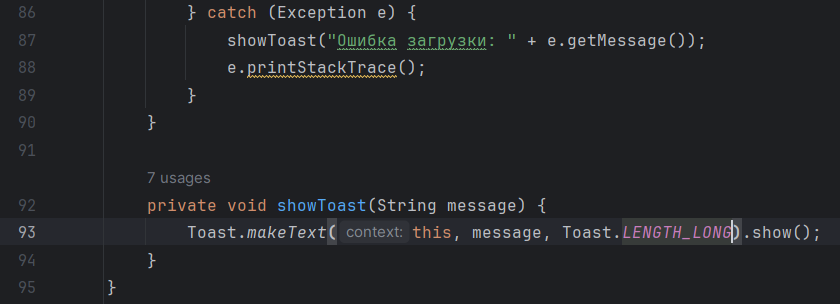 86 } catch (Exception e) {
87 showToast("Ошибка загрузки: " + e.getMessage());
88 e.printStackTrace();
89 }
90 }
91
7 usages
92 private void showToast(String message) {
93 Toast.makeText( context: this, message, Toast.LENGTH_LONG).show();
94 }
95 }